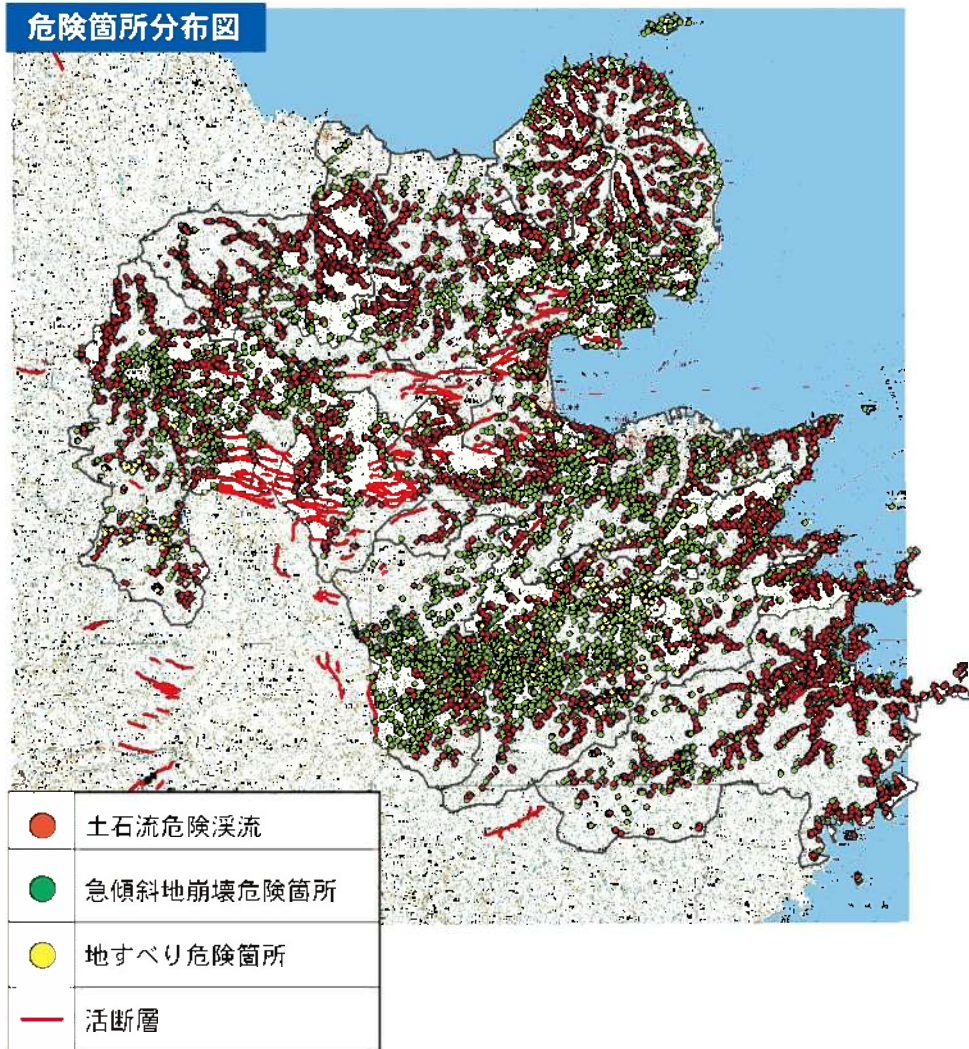 危険箇所分布図
土石流危険渓流
急傾斜地崩壊危険箇所
地すべり危険箇所
活断層